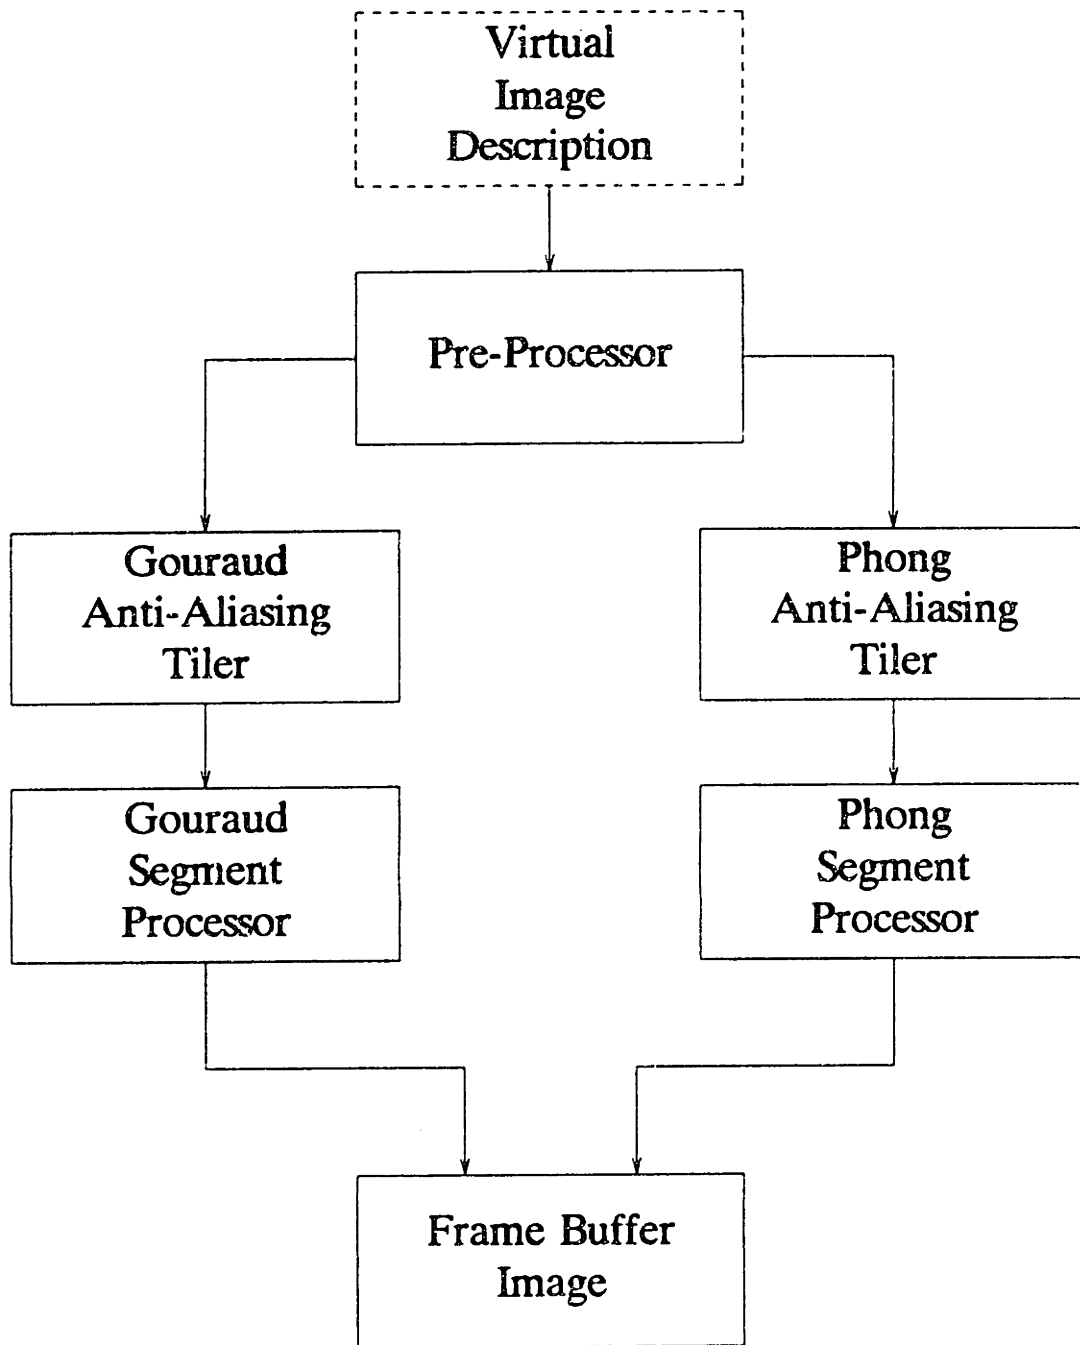 Virtual
Image
Description
Pre-Processor
Gouraud
Anti-Aliasing
Tiler
Phong
Anti-Aliasing
Tiler
Gouraud
Segment
Processor
Phong
Segment
Processor
Frame Buffer
Image